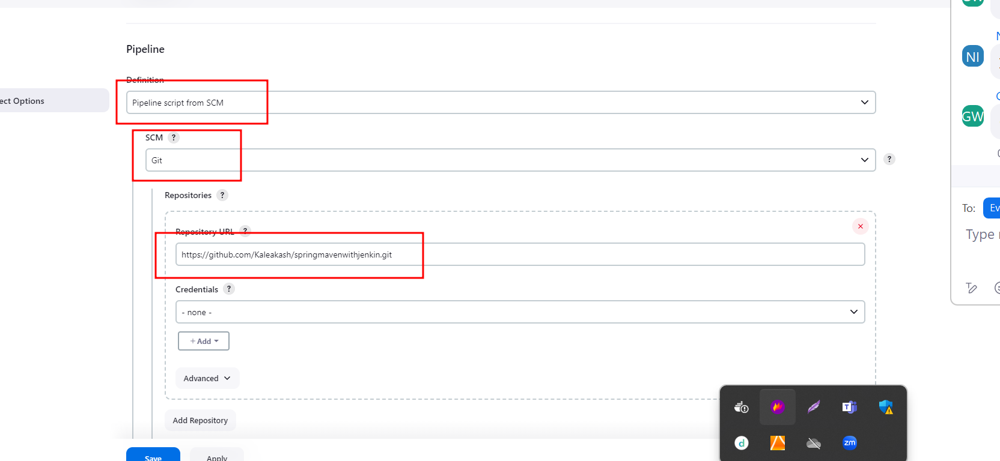 Pipeline
Definition
ect Options
Pipeline script from SCM
SCM ?
Git
?
Repositories ?
Repository URL ?
https://github.com/Kaleakash/springmavenwithjenkin.git
Credentials ?
- none -
+ Add
Advanced
Add Repository
Save
Apply
NI
GW
To:
Ev
Type
T
d
zm